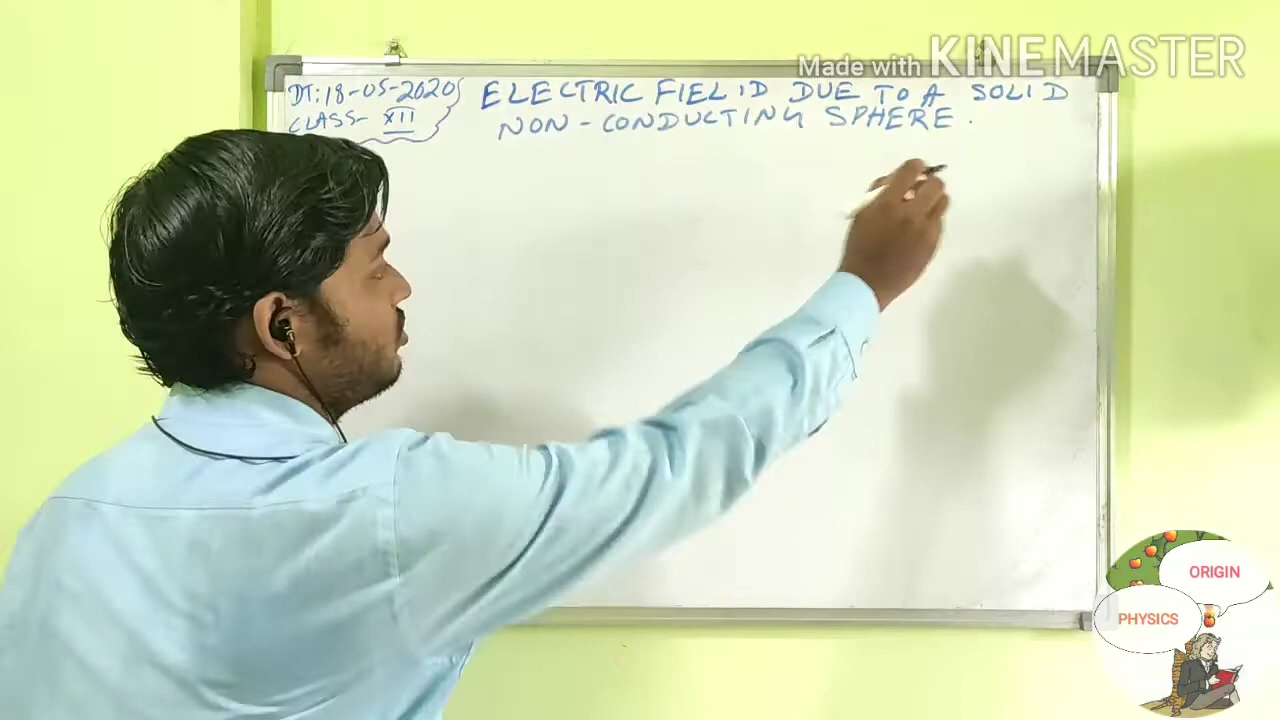 Made with KINEMASTER
DT:18-05-2020 ELECTRIC FIELD DUE TO A SOLID
CLASS- XII NON-CONDUCTING SPHERE.
ORIGIN
PHYSICS